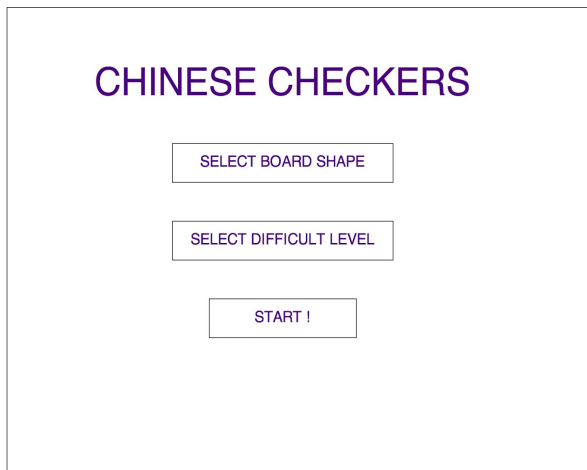 CHINESE CHECKERS
SELECT BOARD SHAPE
SELECT DIFFICULT LEVEL
START !